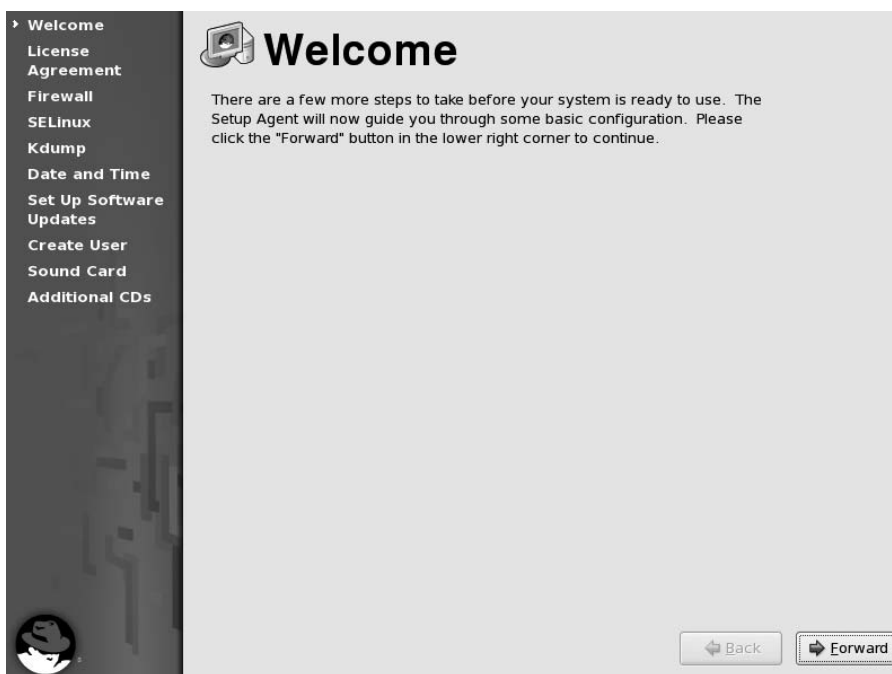 Welcome
License
Agreement
Firewall
SELinux
Kdump
Date and Time
Set Up Software
Updates
Create User
Sound Card
Additional CDs
Welcome
There are a few more steps to take before your system is ready to use. The
Setup Agent will now guide you through some basic configuration. Please
click the "Forward" button in the lower right corner to continue.
Back
Forward